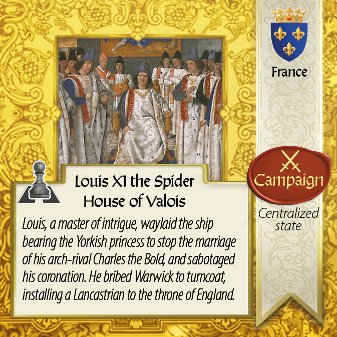 France
Campaign
Centralized
state
Louis XI the Spider
House of Valois
Louis, a master of intrigue, waylaid the ship
bearing the Yorkish princess to stop the marriage
of his arch-rival Charles the Bold, and sabotaged
his coronation. He bribed Warwick to turncoat,
installing a Lancastrian to the throne of England.